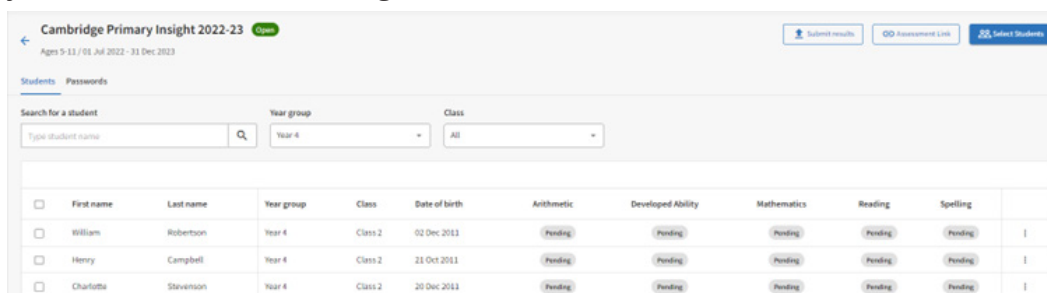 Cambridge Primary Insight 2022-23 Open
Ages 5-11 / 01 Jul 2022 - 31 Dec 2023
Submit results Assessment Link Select Students
Students Passwords
Search for a student Year group Class
Type student name Year 4 All
First name Last name Year group Class Date of birth Arithmetic Developed Ability Mathematics Reading Spelling
William Robertson Year 4 Class 2 02 Dec 2011 Pending Pending Pending Pending Pending
Henry Campbell Year 4 Class 2 21 Oct 2011 Pending Pending Pending Pending Pending
Charlotte Stevenson Year 4 Class 2 20 Dec 2011 Pending Pending Pending Pending Pending